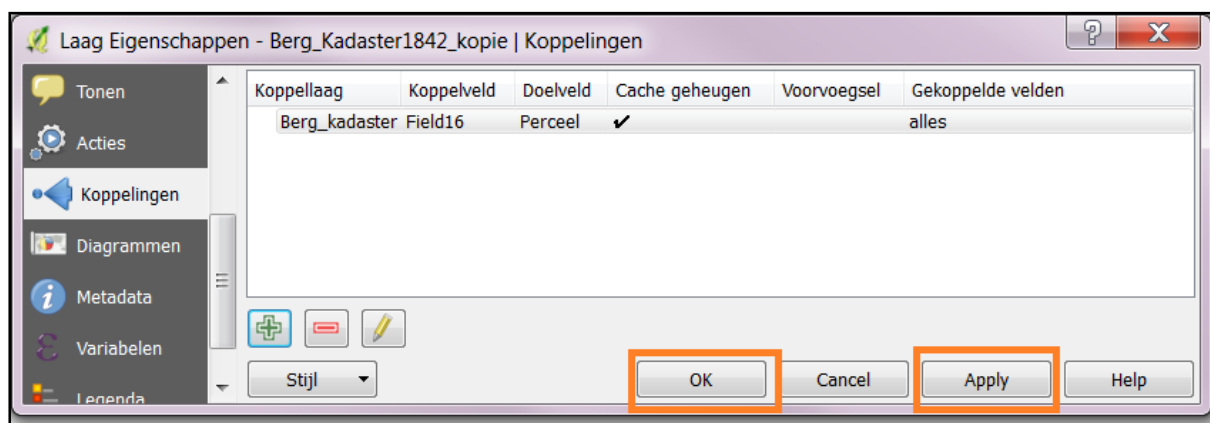 Laag Eigenschappen - Berg_Kadaster1842_kopie | Koppelingen
Tonen
Acties
Koppelingen
Diagrammen
Metadata
Variabelen
Legenda
Koppellaag Koppelveld Doelveld Cache geheugen Voorvoegsel Gekoppelde velden
Berg_kadaster Field16 Perceel ✔ alles
Stijl OK Cancel Apply Help